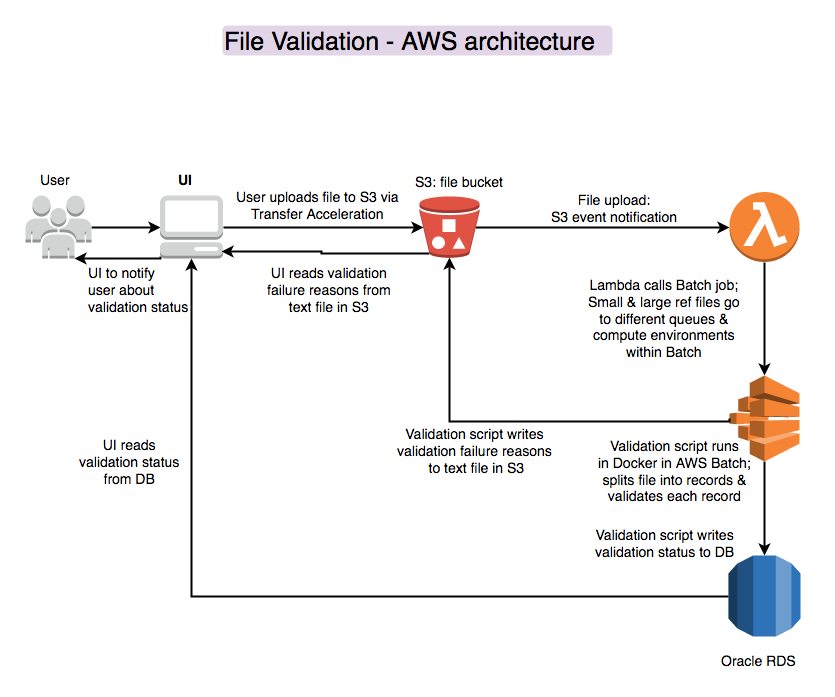 File Validation - AWS architecture
User
UI
User uploads file to S3 via
Transfer Acceleration
S3: file bucket
File upload:
S3 event notification
UI to notify
user about
validation status
UI reads validation
failure reasons from
text file in S3
Lambda calls Batch job;
Small & large ref files go
to different queues &
compute environments
within Batch
UI reads
validation status
from DB
Validation script writes
validation failure reasons
to text file in S3
Validation script runs
in Docker in AWS Batch;
splits file into records &
validates each record
Validation script writes
validation status to DB
Oracle RDS